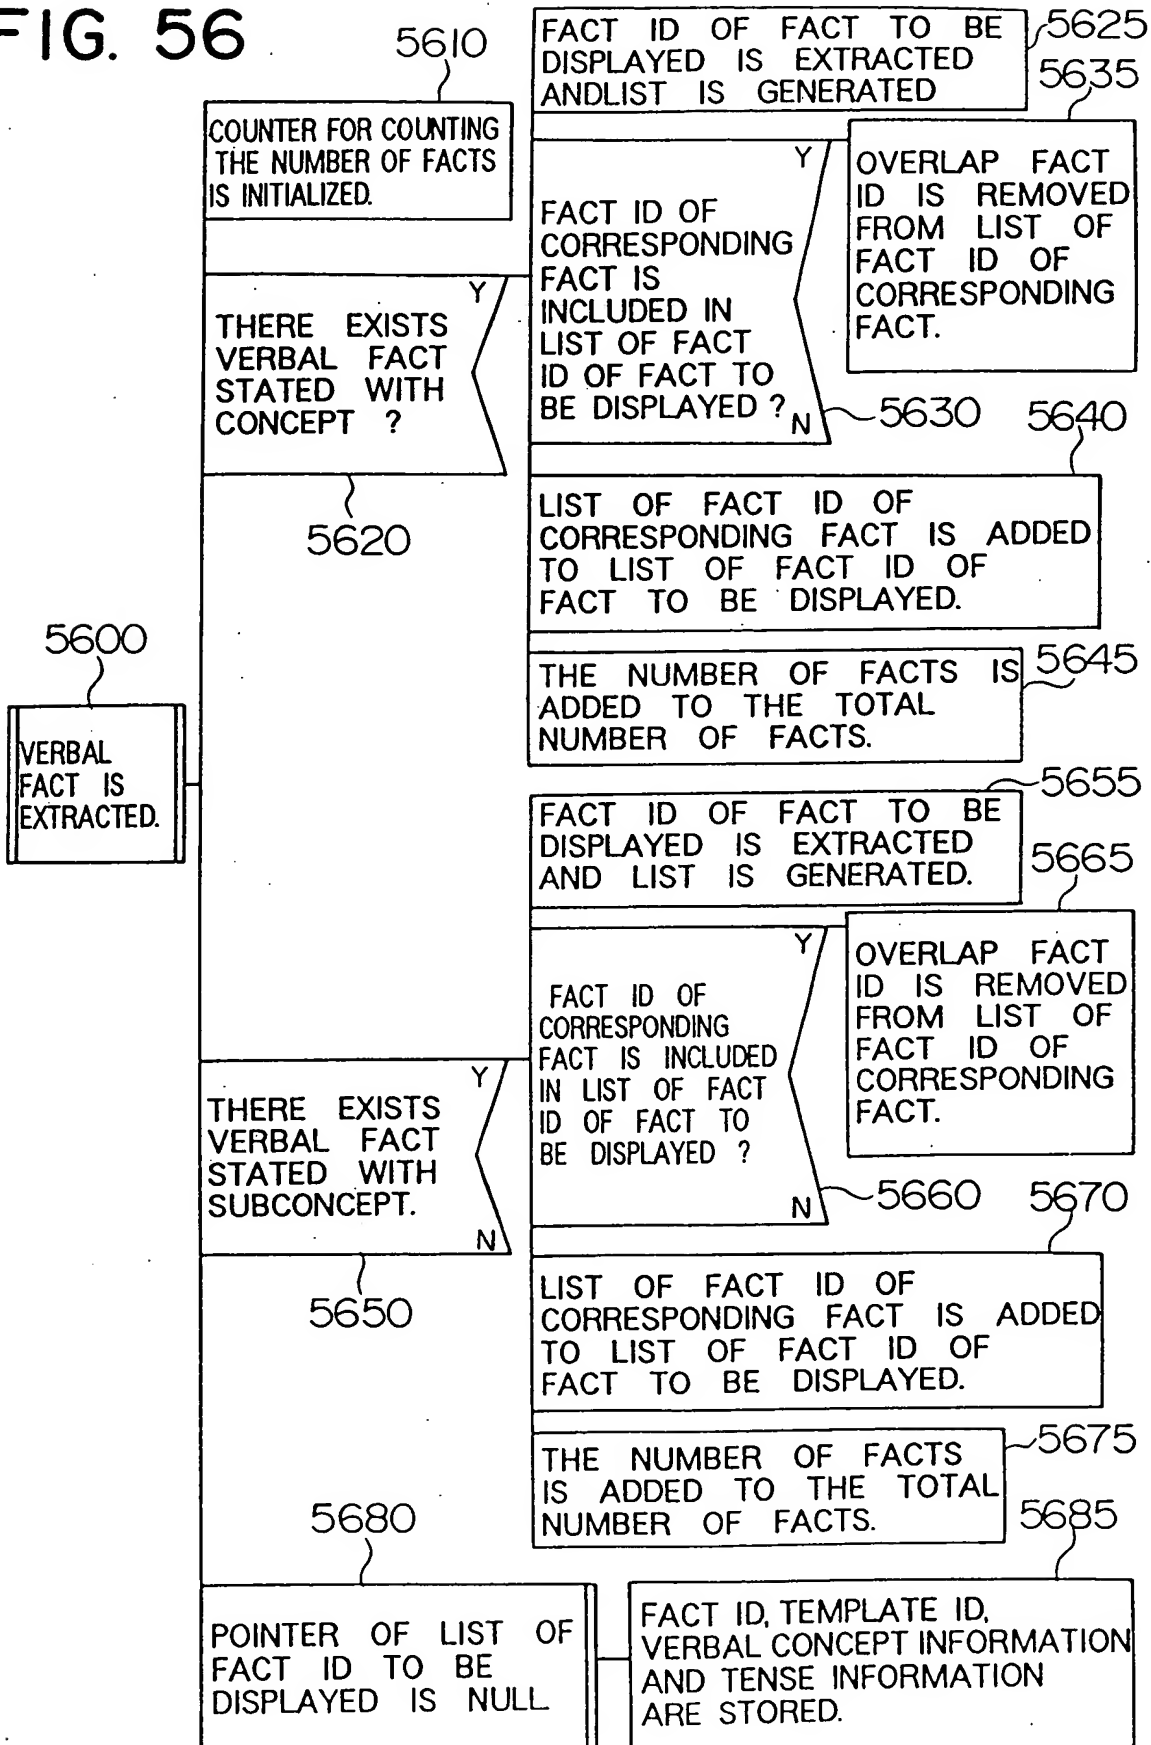 FIG. 56
5610
COUNTER FOR COUNTING
THE NUMBER OF FACTS
IS INITIALIZED.
Y
THERE EXISTS
VERBAL FACT
STATED WITH
CONCEPT ?
5620
5600
VERBAL
FACT IS
EXTRACTED.
FACT ID OF FACT TO BE
DISPLAYED IS EXTRACTED
ANDLIST IS GENERATED
5625
5635
Y
FACT ID OF
CORRESPONDING
FACT IS
INCLUDED IN
LIST OF FACT
ID OF FACT TO
BE DISPLAYED ?
N
5630
OVERLAP FACT
ID IS REMOVED
FROM LIST OF
FACT ID OF
CORRESPONDING
FACT.
5640
LIST OF FACT ID OF
CORRESPONDING FACT IS ADDED
TO LIST OF FACT ID OF
FACT TO BE DISPLAYED.
THE NUMBER OF FACTS IS
ADDED TO THE TOTAL
NUMBER OF FACTS.
5645
5655
FACT ID OF FACT TO BE
DISPLAYED IS EXTRACTED
AND LIST IS GENERATED.
5665
Y
FACT ID OF
CORRESPONDING
FACT IS INCLUDED
IN LIST OF FACT
ID OF FACT TO
BE DISPLAYED ?
N
5660
OVERLAP FACT
ID IS REMOVED
FROM LIST OF
FACT ID OF
CORRESPONDING
FACT.
Y
THERE EXISTS
VERBAL FACT
STATED WITH
SUBCONCEPT.
N
5650
5670
LIST OF FACT ID OF
CORRESPONDING FACT IS ADDED
TO LIST OF FACT ID OF
FACT TO BE DISPLAYED.
5675
THE NUMBER OF FACTS
IS ADDED TO THE TOTAL
NUMBER OF FACTS.
5680
POINTER OF LIST OF
FACT ID TO BE
DISPLAYED IS NULL
5685
FACT ID, TEMPLATE ID,
VERBAL CONCEPT INFORMATION
AND TENSE INFORMATION
ARE STORED.